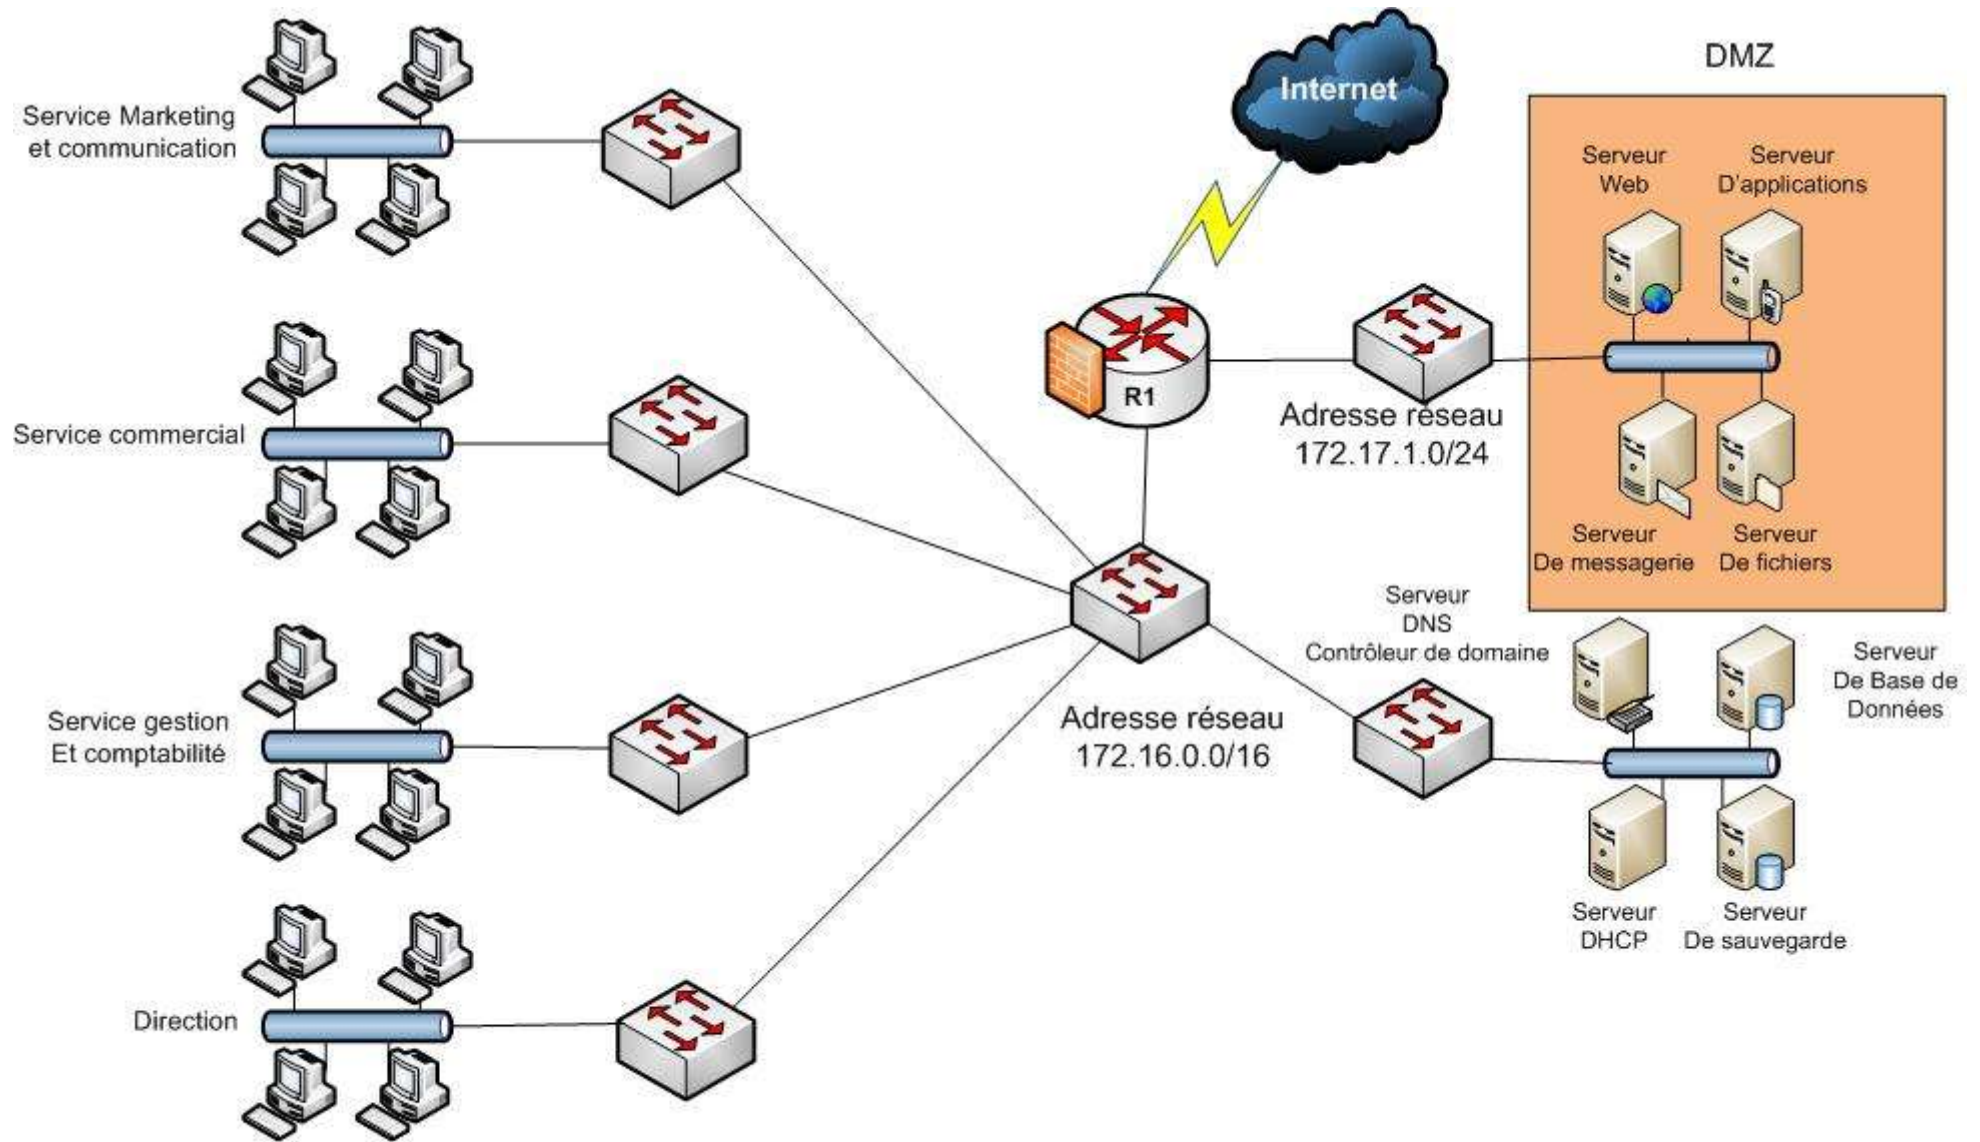 Service Marketing
et communication
Service commercial
Service gestion
Et comptabilité
Direction
Internet
R1
Adresse réseau
172.17.1.0/24
Adresse réseau
172.16.0.0/16
DMZ
Serveur
Web
Serveur
D'applications
Serveur
De messagerie
Serveur
De fichiers
Serveur
DNS
Contrôleur de domaine
Serveur
De Base de
Données
Serveur
DHCP
Serveur
De sauvegarde